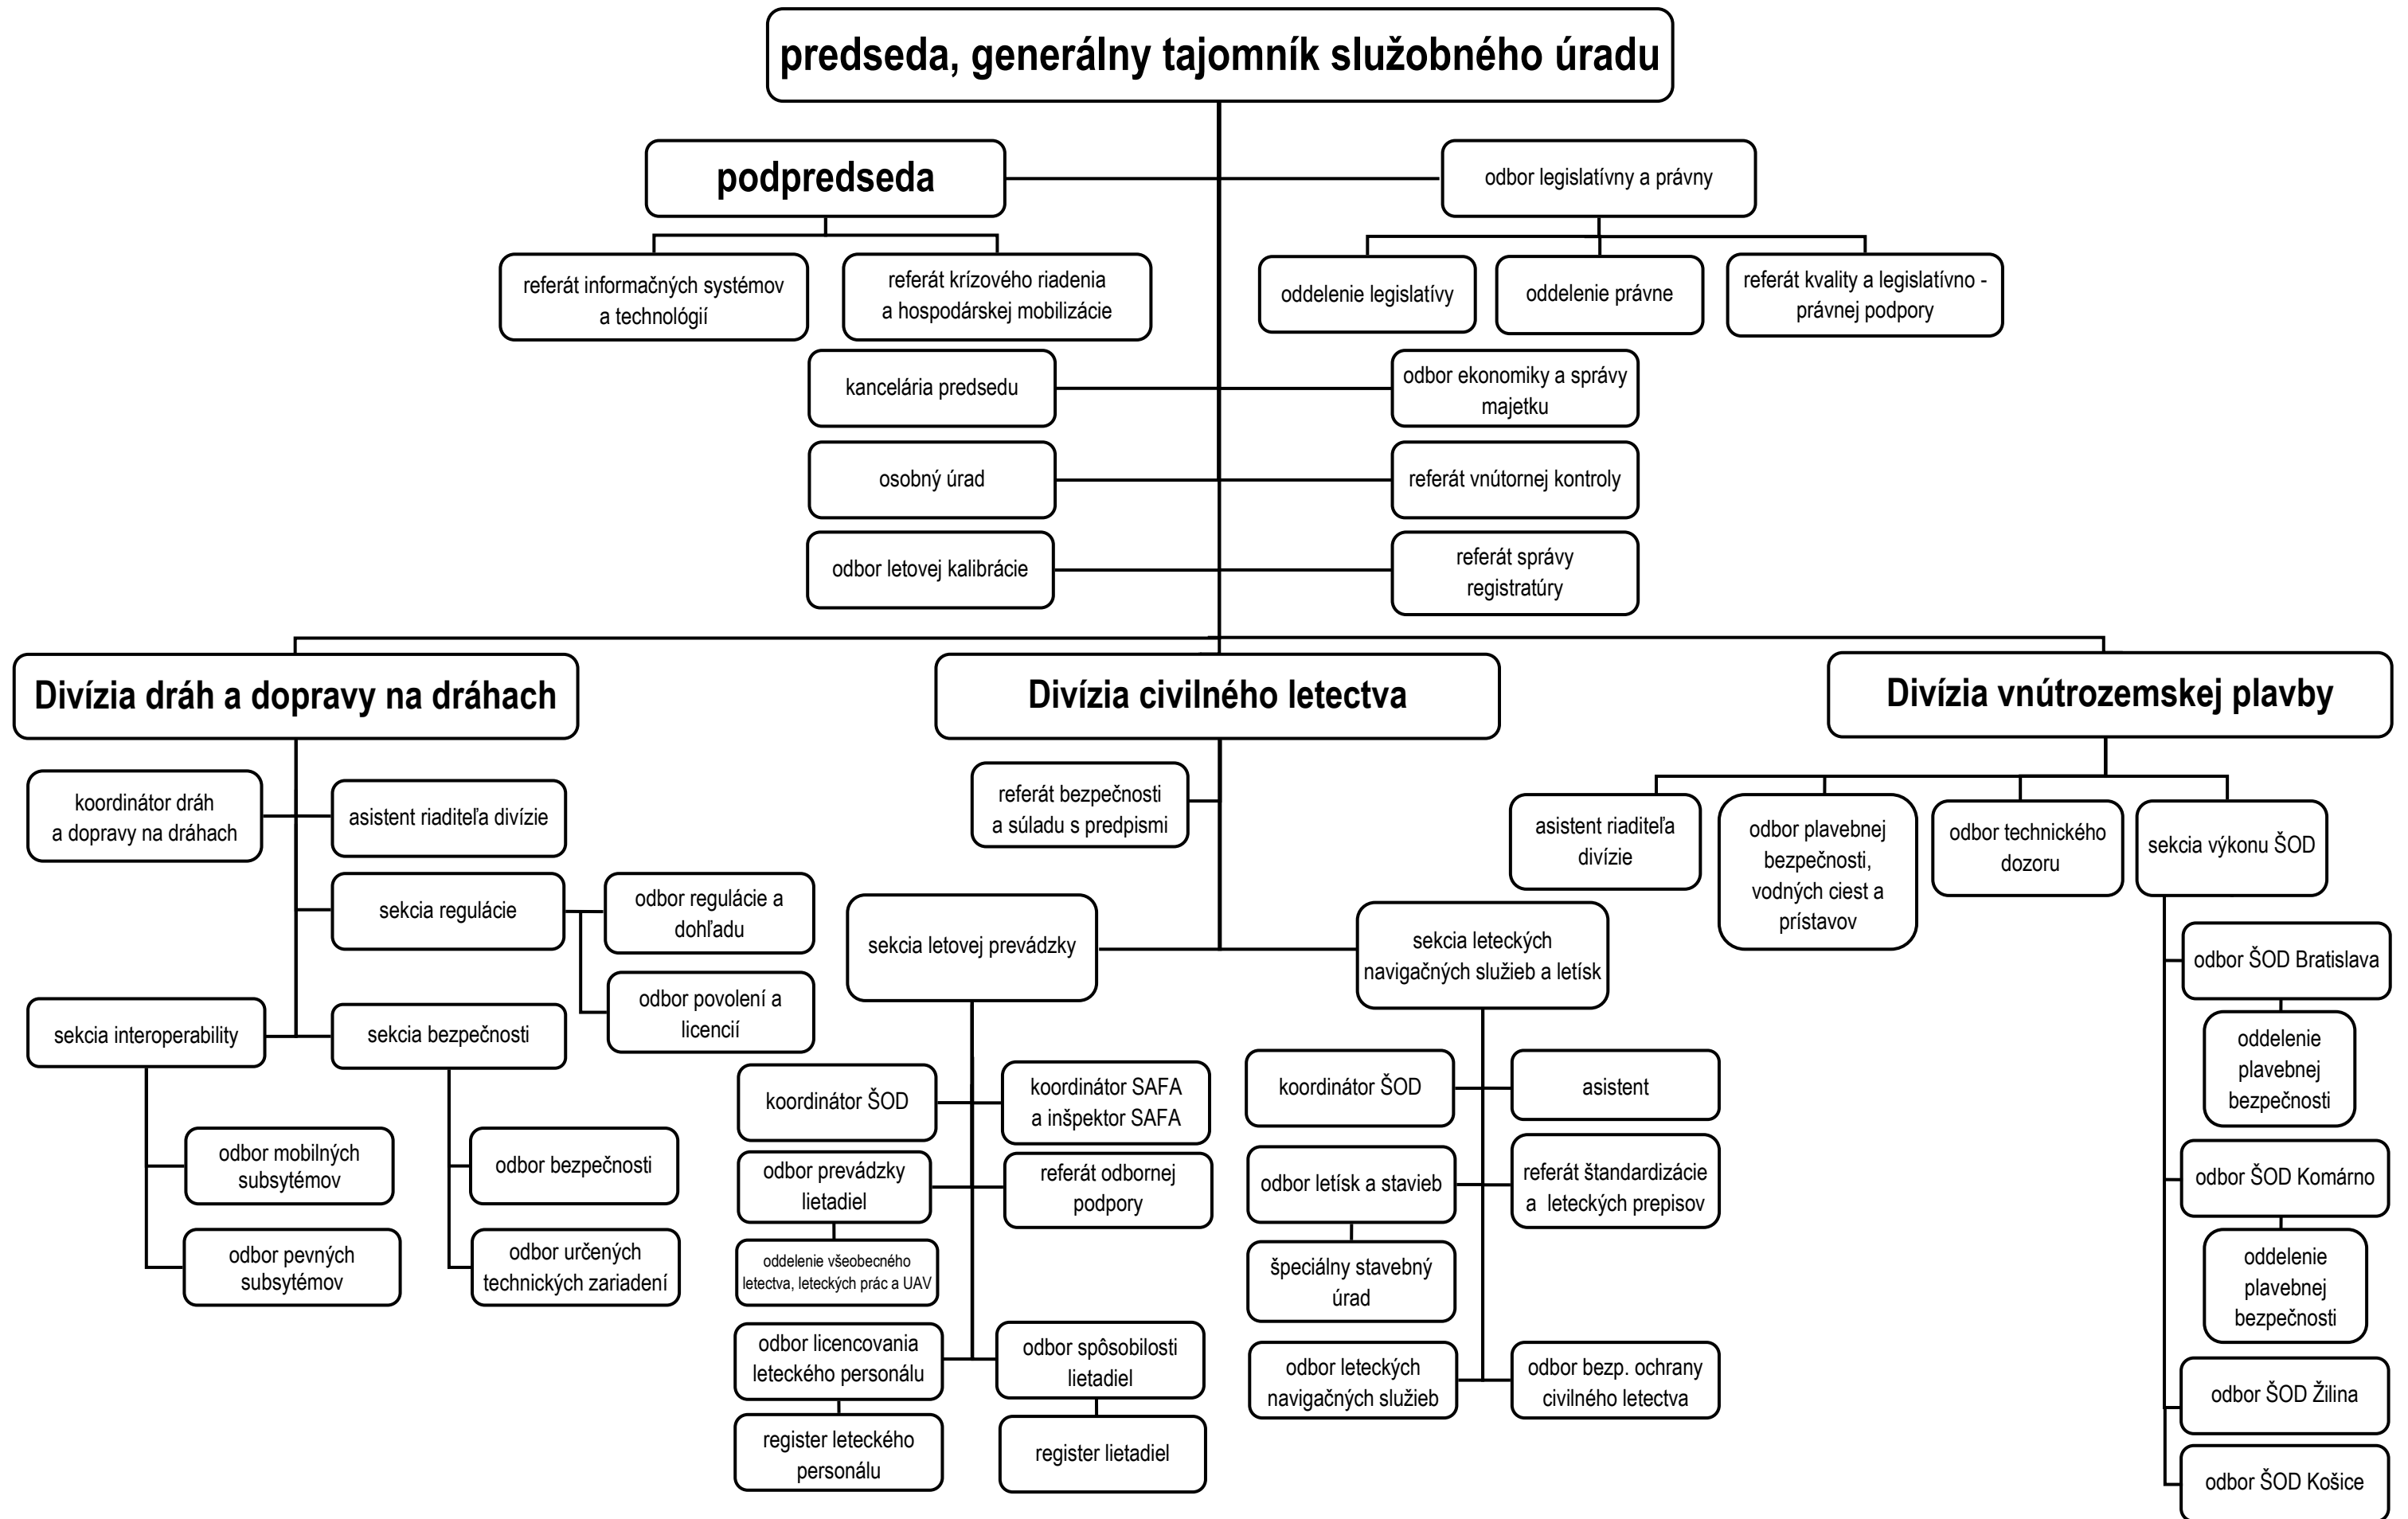 predseda, generálny tajomník služobného úradu
podpredseda
odbor legislatívny a právny
referát informačných systémov
a technológií
referát krízového riadenia
a hospodárskej mobilizácie
oddelenie legislatívy
oddelenie právne
referát kvality a legislatívno -
právnej podpory
kancelária predsedu
odbor ekonomiky a správy
majetku
osobný úrad
referát vnútornej kontroly
odbor letovej kalibrácie
referát správy
registratúry
Divízia dráh a dopravy na dráhach
Divízia civilného letectva
Divízia vnútrozemskej plavby
koordinátor dráh
a dopravy na dráhach
asistent riaditeľa divízie
sekcia regulácie
odbor regulácie a
dohľadu
odbor povolení a
licencií
sekcia interoperability
sekcia bezpečnosti
odbor mobilných
subsytémov
odbor pevných
subsytémov
odbor bezpečnosti
odbor určených
technických zariadení
referát bezpečnosti
a súladu s predpismi
sekcia letovej prevádzky
sekcia leteckých
navigačných služieb a letísk
koordinátor ŠOD
koordinátor SAFA
a inšpektor SAFA
odbor prevádzky
lietadiel
referát odbornej
podpory
oddelenie všeobecného
letectva, leteckých prác a UAV
odbor licencovania
leteckého personálu
odbor spôsobilosti
lietadiel
register leteckého
personálu
register lietadiel
koordinátor ŠOD
asistent
odbor letísk a stavieb
referát štandardizácie
a leteckých prepisov
špeciálny stavebný
úrad
odbor leteckých
navigačných služieb
odbor bezp. ochrany
civilného letectva
asistent riaditeľa
divízie
odbor plavebnej
bezpečnosti,
vodných ciest a
prístavov
odbor technického
dozoru
sekcia výkonu ŠOD
odbor ŠOD Bratislava
oddelenie
plavebnej
bezpečnosti
odbor ŠOD Komárno
oddelenie
plavebnej
bezpečnosti
odbor ŠOD Žilina
odbor ŠOD Košice